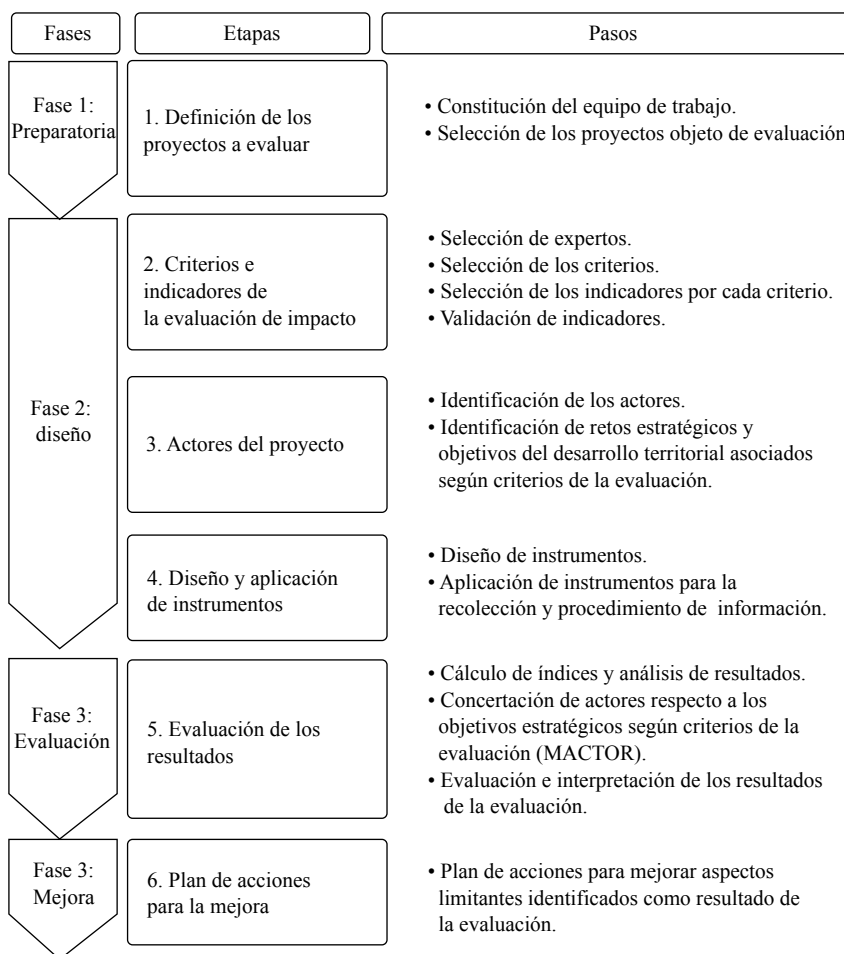 Fases
Etapas
Pasos
Fase 1:
Preparatoria
1. Definición de los
proyectos a evaluar
• Constitución del equipo de trabajo.
• Selección de los proyectos objeto de evaluación
Fase 2:
diseño
2. Criterios e
indicadores de
la evaluación de impacto
• Selección de expertos.
• Selección de los criterios.
• Selección de los indicadores por cada criterio.
• Validación de indicadores.
3. Actores del proyecto
• Identificación de los actores.
• Identificación de retos estratégicos y
objetivos del desarrollo territorial asociados
según criterios de la evaluación.
4. Diseño y aplicación
de instrumentos
• Diseño de instrumentos.
• Aplicación de instrumentos para la
recolección y procedimiento de información.
Fase 3:
Evaluación
5. Evaluación de los
resultados
• Cálculo de índices y análisis de resultados.
• Concertación de actores respecto a los
objetivos estratégicos según criterios de la
evaluación (MACTOR).
• Evaluación e interpretación de los resultados
de la evaluación.
Fase 3:
Mejora
6. Plan de acciones
para la mejora
• Plan de acciones para mejorar aspectos
limitantes identificados como resultado de
la evaluación.